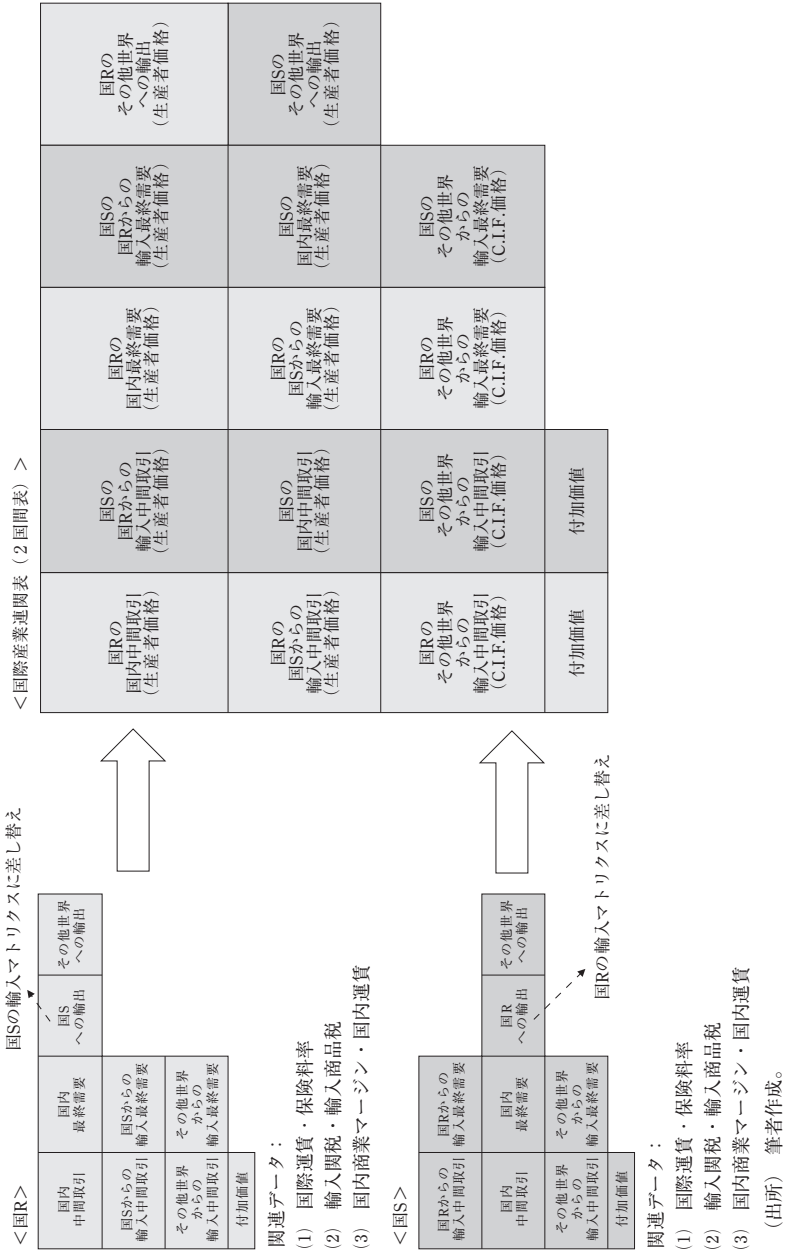 <国R>
国Sの輸入マトリクスに差し替え
国内
中間取引
国内
最終需要
国S
への輸出
その他世界
への輸出
国Sからの
輸入中間取引
国Sからの
輸入最終需要
その他世界
からの
輸入中間取引
その他世界
からの
輸入最終需要
付加価値
関連データ:
(1) 国際運賃・保険料率
(2) 輸入関税・輸入商品税
(3) 国内商業マージン・国内運賃
<国S>
国Rからの
輸入中間取引
国Rからの
輸入最終需要
国内
中間取引
国内
最終需要
国R
への輸出
その他世界
への輸出
その他世界
からの
輸入中間取引
その他世界
からの
輸入最終需要
付加価値
国Rの輸入マトリクスに差し替え
関連データ:
(1) 国際運賃・保険料率
(2) 輸入関税・輸入商品税
(3) 国内商業マージン・国内運賃
(出所) 筆者作成。
<国際産業連関表(2国間表)>
国Rの
国内中間取引
(生産者価格)
国Sの
国Rからの
輸入中間取引
(生産者価格)
国Rの
国内最終需要
(生産者価格)
国Sの
国Rからの
輸入最終需要
(生産者価格)
国Rの
その他世界
への輸出
(生産者価格)
国Rの
国Sからの
輸入中間取引
(生産者価格)
国Sの
国内中間取引
(生産者価格)
国Rの
国Sからの
輸入最終需要
(生産者価格)
国Sの
国内最終需要
(生産者価格)
国Sの
その他世界
への輸出
(生産者価格)
国Rの
その他世界
からの
輸入中間取引
(C.I.F.価格)
国Sの
その他世界
からの
輸入中間取引
(C.I.F.価格)
国Rの
その他世界
からの
輸入最終需要
(C.I.F.価格)
国Sの
その他世界
からの
輸入最終需要
(C.I.F.価格)
付加価値
付加価値